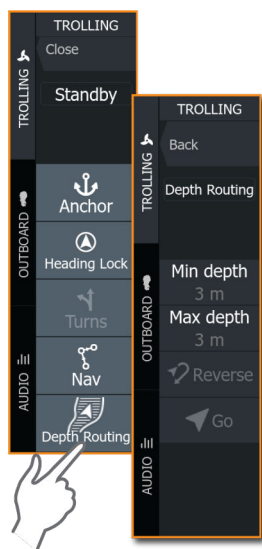 TROLLING
Close
TROLLING
Standby
OUTBOARD
AUDIO
Anchor
Heading Lock
Turns
Nav
Depth Routing
TROLLING
Back
TROLLING
Depth Routing
OUTBOARD
AUDIO
Min depth
3 m
Max depth
3 m
Reverse
Go